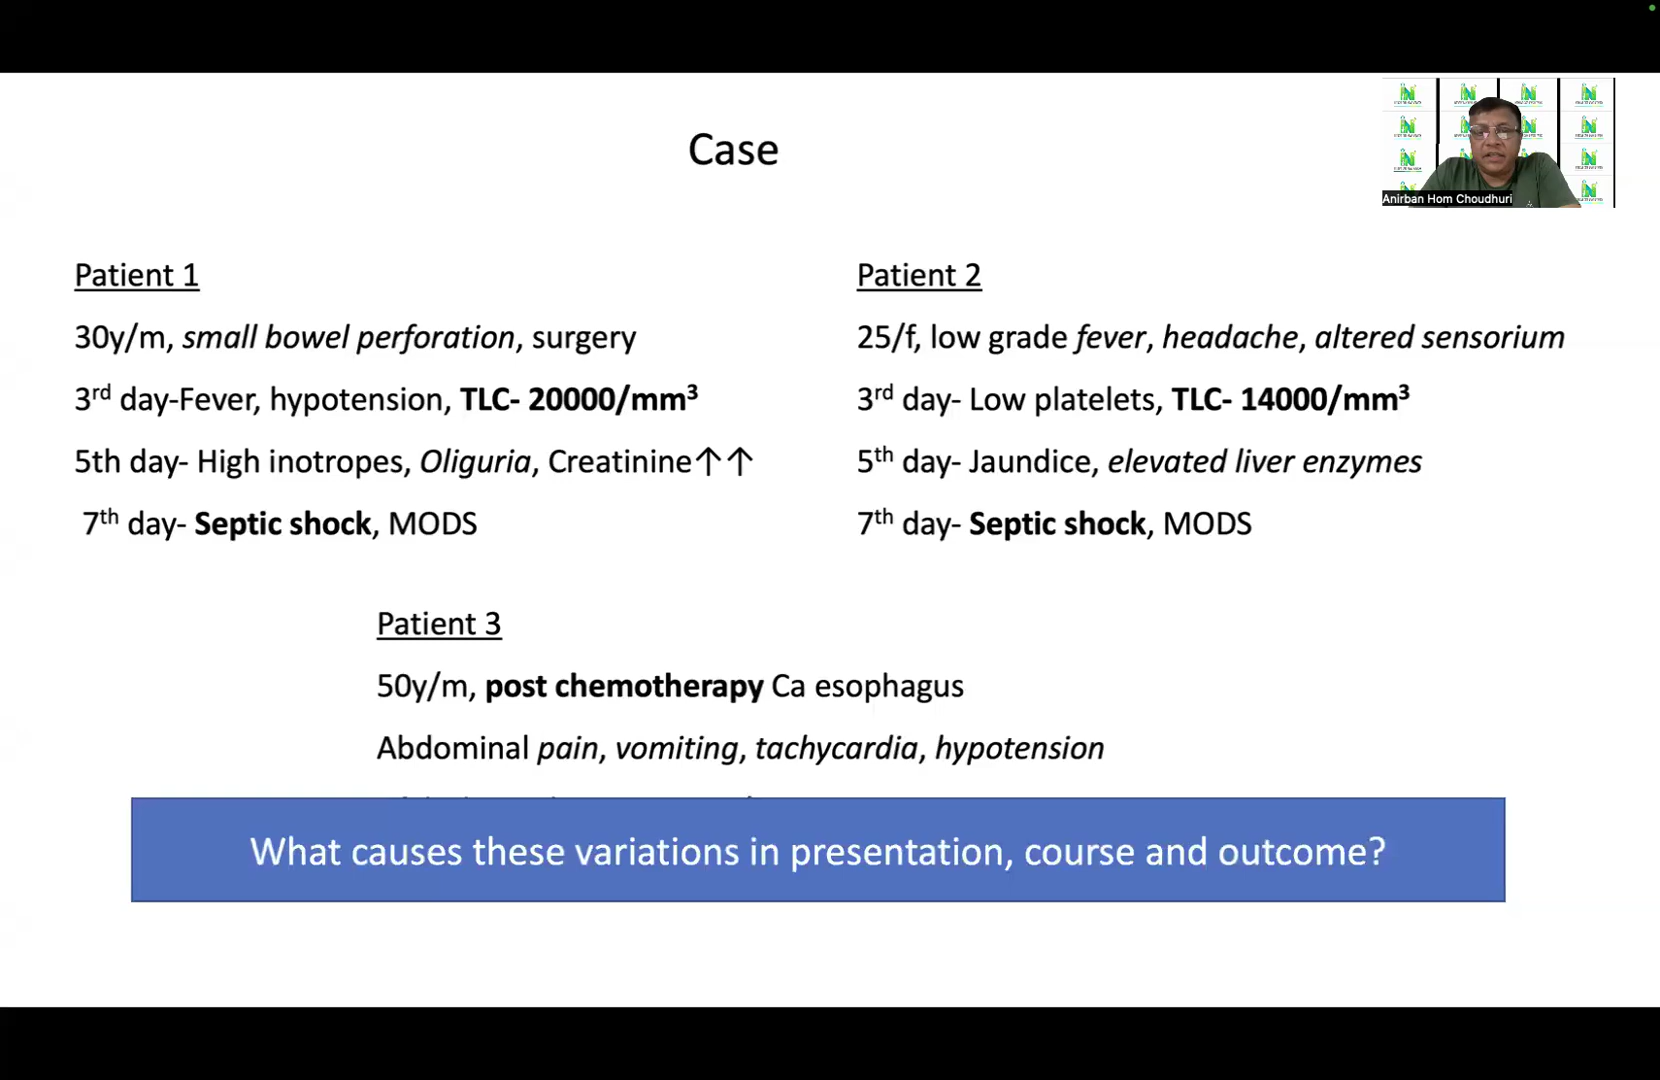 Case
Anirban Hom Choudhuri
Patient 1
30y/m, small bowel perforation, surgery
3rd day-Fever, hypotension, TLC- 20000/mm3
5th day- High inotropes, Oliguria, Creatinine↑↑
7th day- Septic shock, MODS
Patient 2
25/f, low grade fever, headache, altered sensorium
3rd day- Low platelets, TLC- 14000/mm3
5th day- Jaundice, elevated liver enzymes
7th day- Septic shock, MODS
Patient 3
50y/m, post chemotherapy Ca esophagus
Abdominal pain, vomiting, tachycardia, hypotension
What causes these variations in presentation, course and outcome?